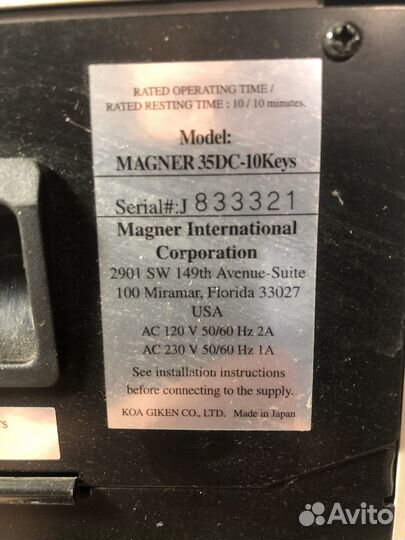 RATED OPERATING TIME /
RATED RESTING TIME : 10 / 10 minutes.
Model:
MAGNER 35DC-10Keys
Serial#:J 833321
Magner International
Corporation
2901 SW 149th Avenue-Suite
100 Miramar, Florida 33027
USA
AC 120 V 50/60 Hz 2A
AC 230 V 50/60 Hz 1A
See installation instructions
before connecting to the supply.
KOA GIKEN CO., LTD. Made in Japan
Avito